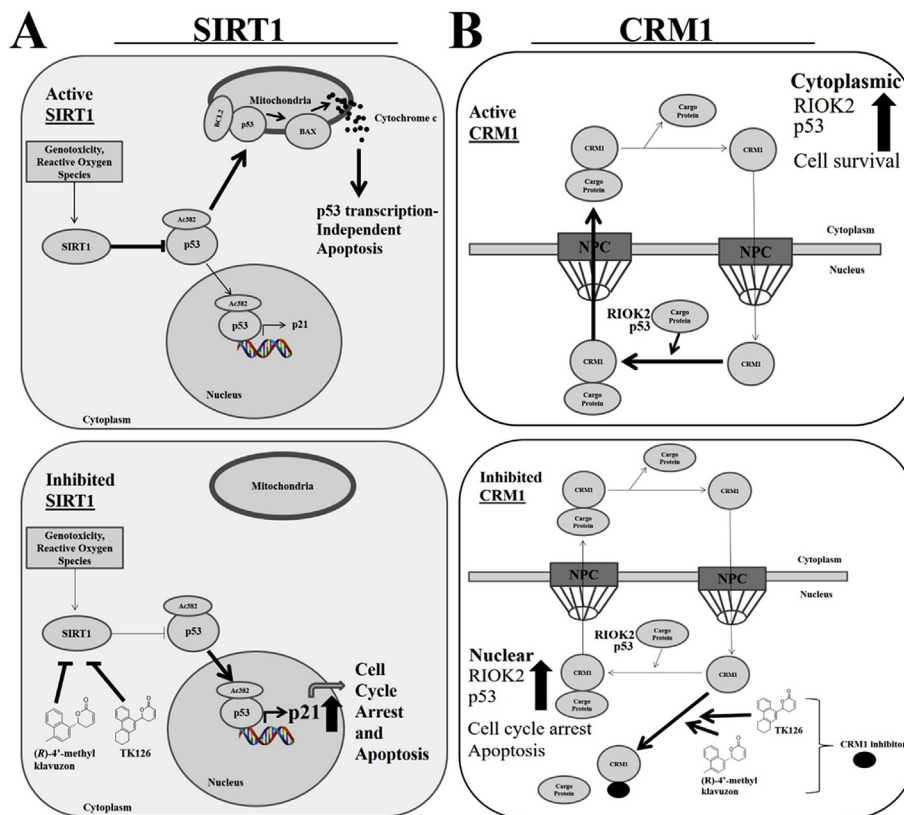 A
SIRT1
Active
SIRT1
Genotoxicity,
Reactive Oxygen
Species
SIRT1
Ac382
p53
BCL2
Mitochondria
p53
BAX
Cytochrome c
p53 transcription-
Independent
Apoptosis
Ac382
p53
p21
Nucleus
Cytoplasm
Inhibited
SIRT1
Mitochondria
Genotoxicity,
Reactive Oxygen
Species
SIRT1
Ac382
p53
(R)-4'-methyl
klavuzon
TK126
Ac382
p53
p21
Cell
Cycle
Arrest
and
Apoptosis
Nucleus
Cytoplasm
B
CRM1
Active
CRM1
Cargo
Protein
CRM1
Cargo
Protein
CRM1
Cytoplasmic
RIOK2
p53
Cell survival
NPC
NPC
Cytoplasm
Nucleus
RIOK2
p53
Cargo
Protein
CRM1
Cargo
Protein
CRM1
Inhibited
CRM1
Cargo
Protein
CRM1
Cargo
Protein
CRM1
NPC
NPC
Cytoplasm
Nucleus
RIOK2
p53
Cargo
Protein
Nuclear
RIOK2
p53
Cell cycle arrest
Apoptosis
CRM1
Cargo
Protein
CRM1
TK126
(R)-4'-methyl
klavuzon
CRM1 inhibitor
CRM1
Cargo
Protein